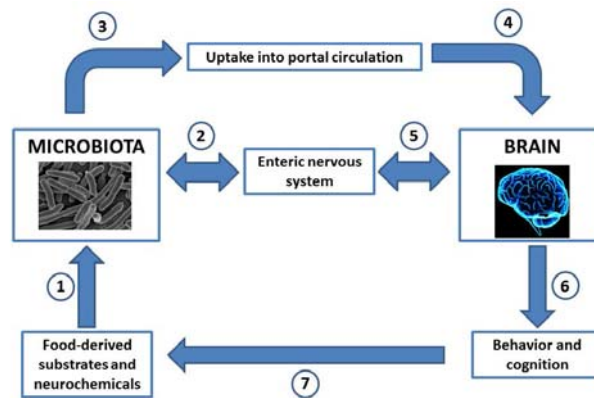 3
4
Uptake into portal circulation
MICROBIOTA
2
5
BRAIN
Enteric nervous
system
1
6
Food-derived
substrates and
neurochemicals
Behavior and
cognition
7